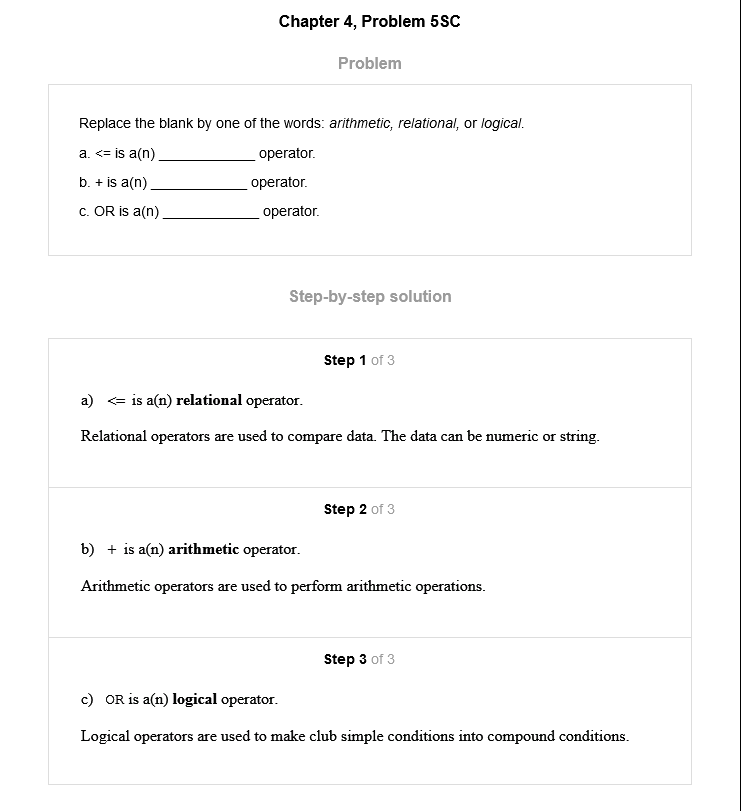 Chapter 4, Problem 5SC
Problem
Replace the blank by one of the words: arithmetic, relational, or logical.
a. <= is a(n) ____________ operator.
b. + is a(n) ____________ operator.
c. OR is a(n) ____________ operator.
Step-by-step solution
Step 1 of 3
a) <= is a(n) relational operator.
Relational operators are used to compare data. The data can be numeric or string.
Step 2 of 3
b) + is a(n) arithmetic operator.
Arithmetic operators are used to perform arithmetic operations.
Step 3 of 3
c) OR is a(n) logical operator.
Logical operators are used to make club simple conditions into compound conditions.